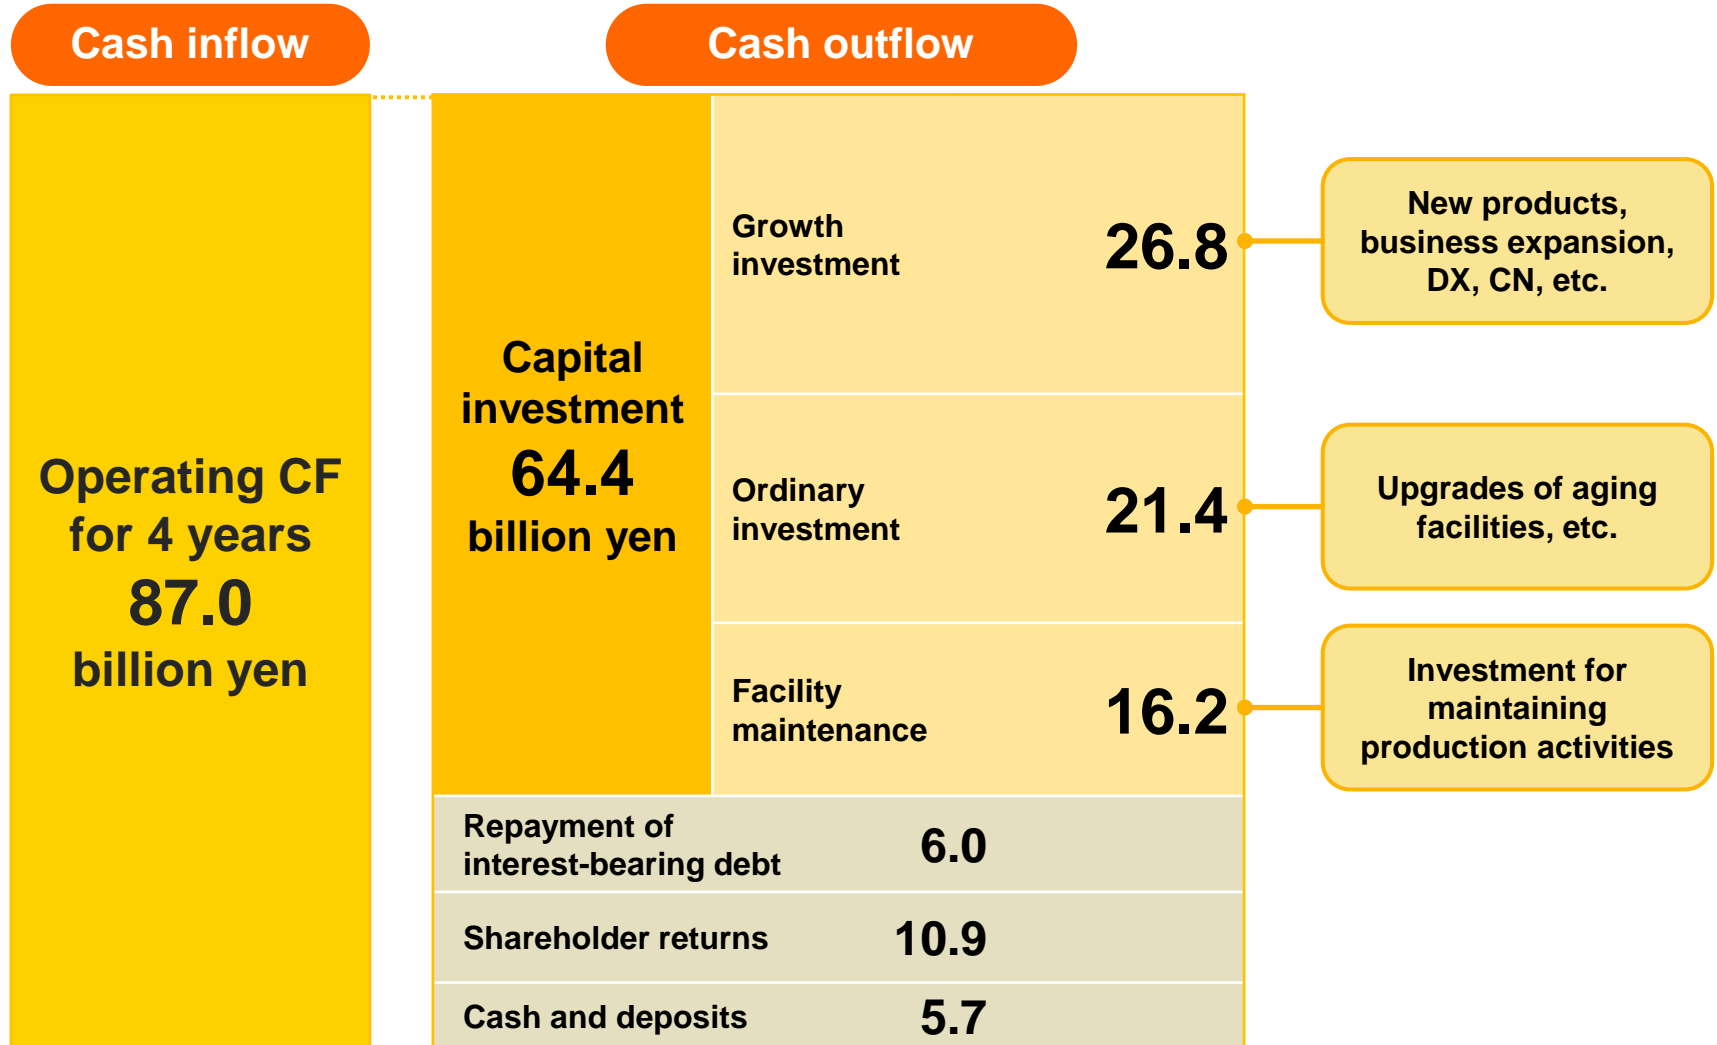 Cash inflow
Cash outflow
Operating CF
for 4 years
87.0
billion yen
Capital
investment
64.4
billion yen
Growth
investment
26.8
New products,
business expansion,
DX, CN, etc.
Ordinary
investment
21.4
Upgrades of aging
facilities, etc.
Facility
maintenance
16.2
Investment for
maintaining
production activities
Repayment of
interest-bearing debt
6.0
Shareholder returns
10.9
Cash and deposits
5.7